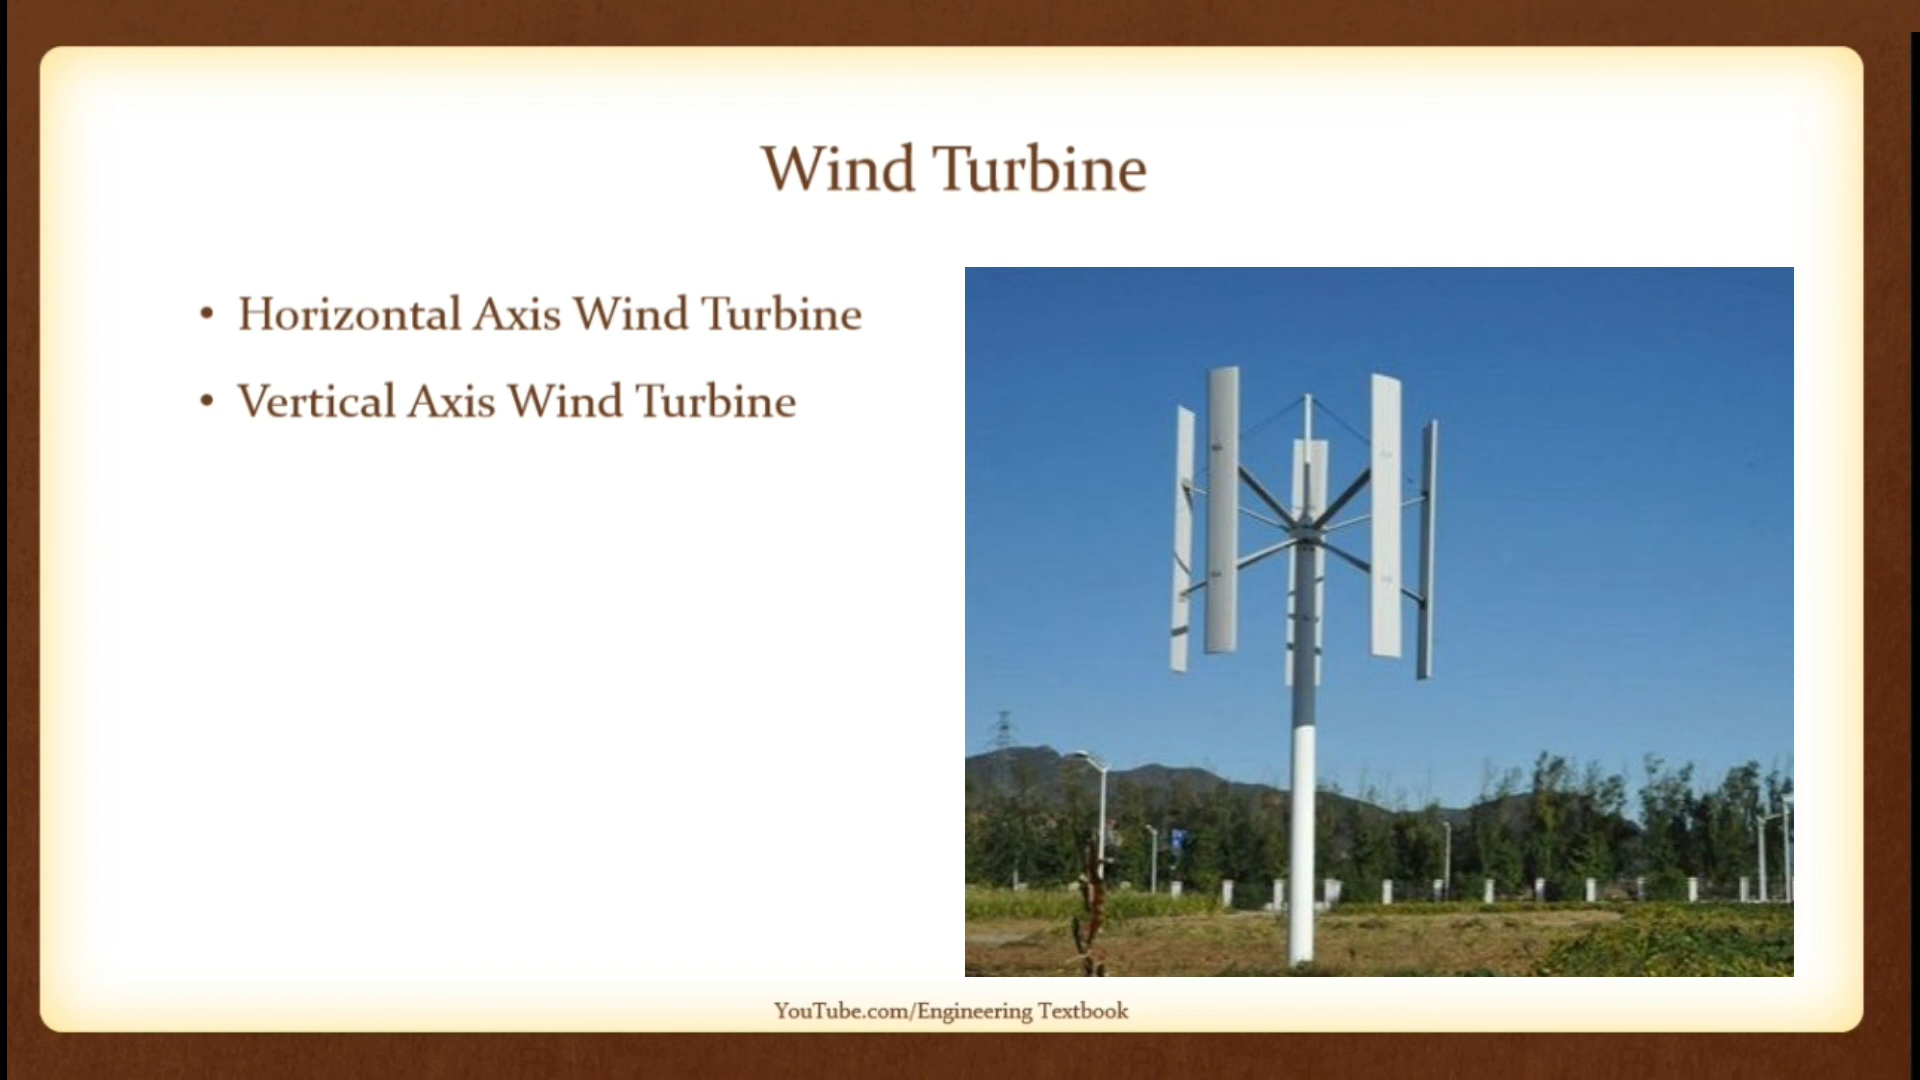 Wind Turbine
• Horizontal Axis Wind Turbine
• Vertical Axis Wind Turbine
YouTube.com/Engineering Textbook